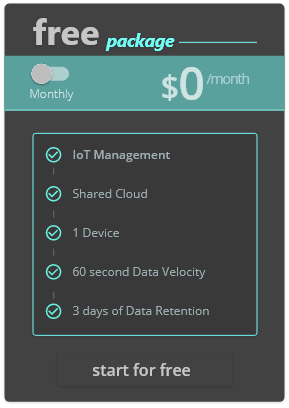 free package
$0/month
Monthly
IoT Management
Shared Cloud
1 Device
60 second Data Velocity
3 days of Data Retention
start for free